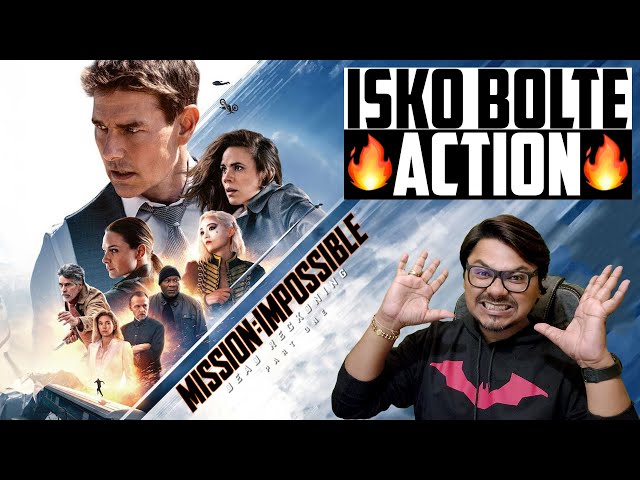 ISKO BOLTE
🔥ACTION🔥
MISSION:IMPOSSIBLE
DEAD RECKONING
PART ONE